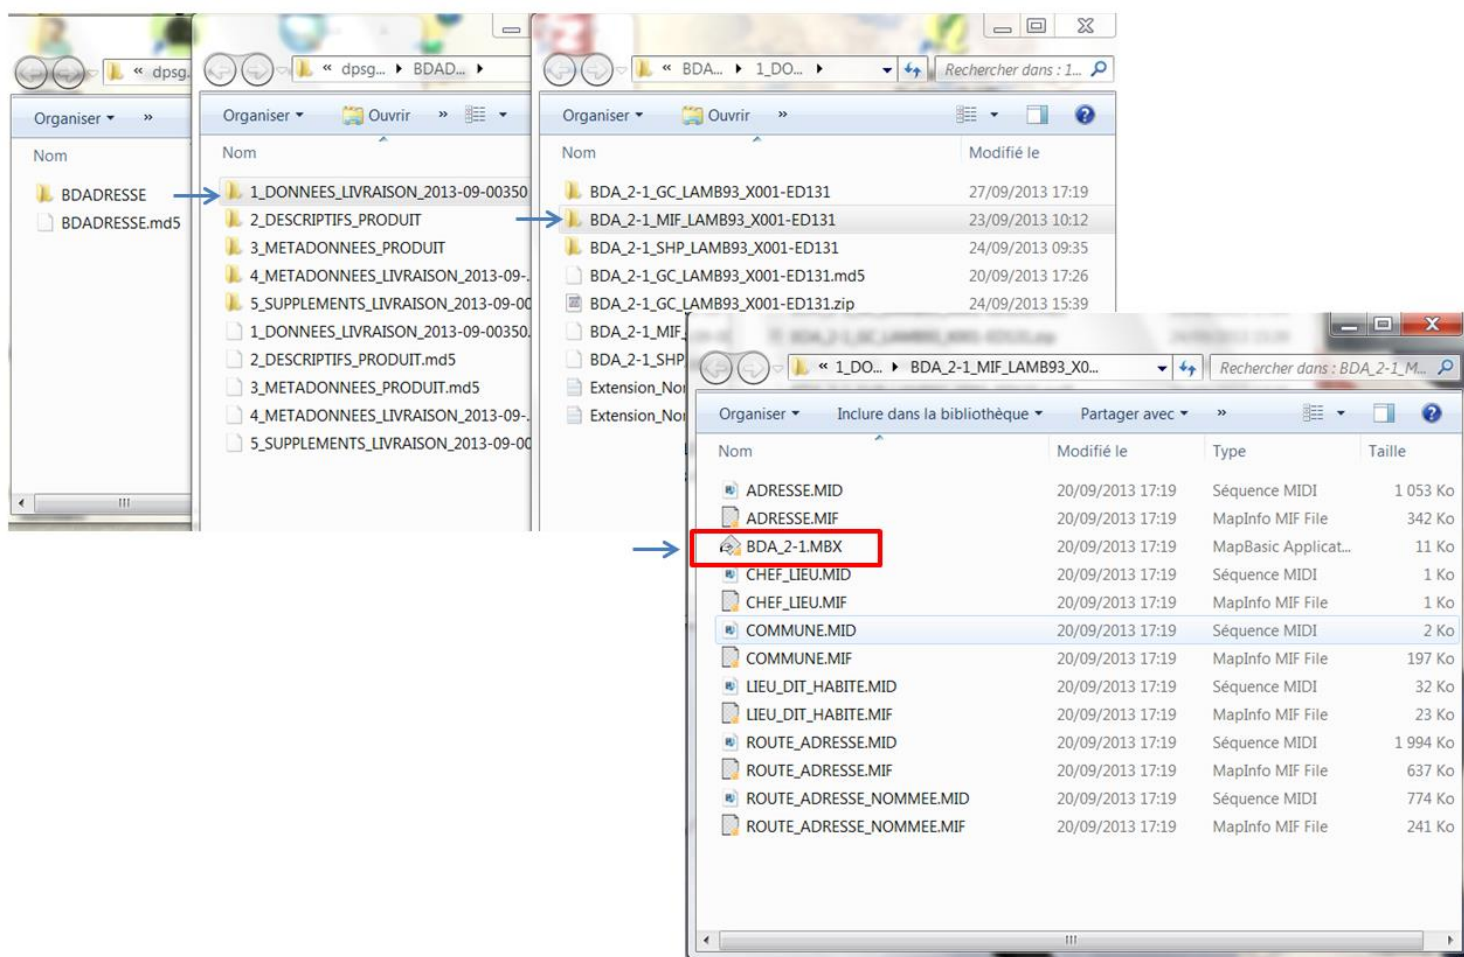 « dpsg.
Organiser »
Nom
BDADRESSE
BDADRESSE.md5
« dpsg... BDAD...
Organiser Ouvrir »
Nom
1_DONNEES_LIVRAISON_2013-09-00350
2_DESCRIPTIFS_PRODUIT
3_METADONNEES_PRODUIT
4_METADONNEES_LIVRAISON_2013-09-.
5_SUPPLEMENTS_LIVRAISON_2013-09-00
1_DONNEES_LIVRAISON_2013-09-00350.
2_DESCRIPTIFS_PRODUIT.md5
3_METADONNEES_PRODUIT.md5
4_METADONNEES_LIVRAISON_2013-09-.
5_SUPPLEMENTS_LIVRAISON_2013-09-00
« BDA... 1_DO... Rechercher dans : 1...
Organiser Ouvrir »
Nom Modifié le
BDA_2-1_GC_LAMB93_X001-ED131 27/09/2013 17:19
BDA_2-1_MIF_LAMB93_X001-ED131 23/09/2013 10:12
BDA_2-1_SHP_LAMB93_X001-ED131 24/09/2013 09:35
BDA_2-1_GC_LAMB93_X001-ED131.md5 20/09/2013 17:26
BDA_2-1_GC_LAMB93_X001-ED131.zip 24/09/2013 15:39
BDA_2-1_MIF_
BDA_2-1_SHP
Extension_Nor
Extension_Nor
« 1_DO... BDA_2-1_MIF_LAMB93_X0... Rechercher dans : BDA_2-1_M...
Organiser Inclure dans la bibliothèque Partager avec »
Nom Modifié le Type Taille
ADRESSE.MID 20/09/2013 17:19 Séquence MIDI 1 053 Ko
ADRESSE.MIF 20/09/2013 17:19 MapInfo MIF File 342 Ko
BDA_2-1.MBX 20/09/2013 17:19 MapBasic Applicat... 11 Ko
CHEF_LIEU.MID 20/09/2013 17:19 Séquence MIDI 1 Ko
CHEF_LIEU.MIF 20/09/2013 17:19 MapInfo MIF File 1 Ko
COMMUNE.MID 20/09/2013 17:19 Séquence MIDI 2 Ko
COMMUNE.MIF 20/09/2013 17:19 MapInfo MIF File 197 Ko
LIEU_DIT_HABITE.MID 20/09/2013 17:19 Séquence MIDI 32 Ko
LIEU_DIT_HABITE.MIF 20/09/2013 17:19 MapInfo MIF File 23 Ko
ROUTE_ADRESSE.MID 20/09/2013 17:19 Séquence MIDI 1 994 Ko
ROUTE_ADRESSE.MIF 20/09/2013 17:19 MapInfo MIF File 637 Ko
ROUTE_ADRESSE_NOMMEE.MID 20/09/2013 17:19 Séquence MIDI 774 Ko
ROUTE_ADRESSE_NOMMEE.MIF 20/09/2013 17:19 MapInfo MIF File 241 Ko